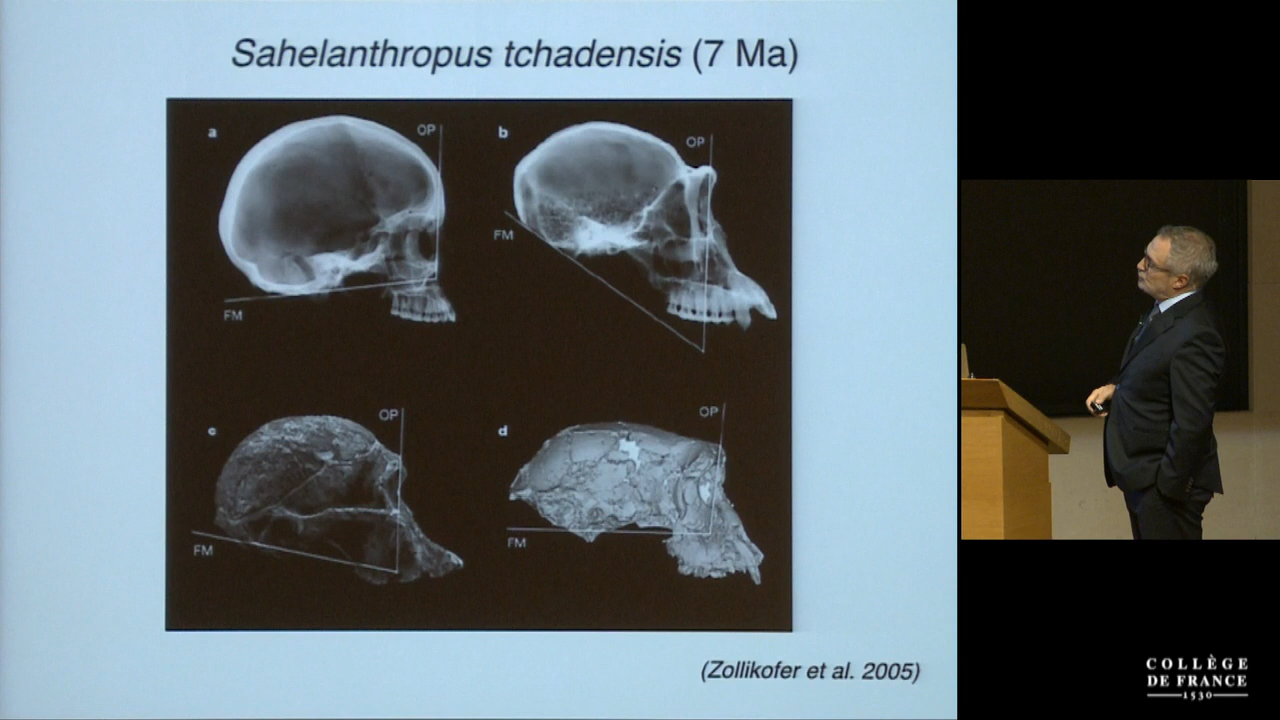 Sahelanthropus tchadensis (7 Ma)
a
OP
b
OP
FM
FM
c
OP
d
OP
FM
FM
(Zollikofer et al. 2005)
COLLÈGE
DE FRANCE
1530